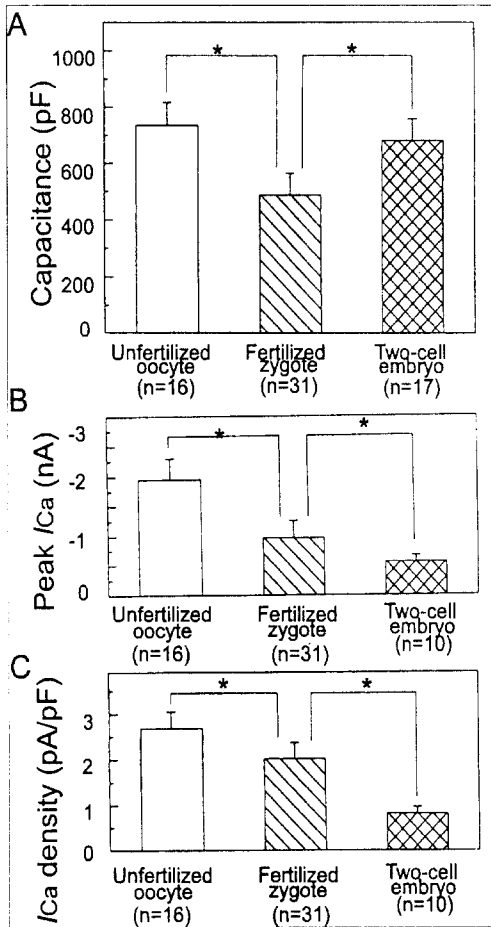 A
Capacitance (pF)
1000
800
600
400
200
0
*
*
Unfertilized oocyte (n=16)
Fertilized zygote (n=31)
Two-cell embryo (n=17)
B
Peak ICa (nA)
-3
-2
-1
0
*
*
Unfertilized oocyte (n=16)
Fertilized zygote (n=31)
Two-cell embryo (n=10)
C
ICa density (pA/pF)
3
2
1
0
*
*
Unfertilized oocyte (n=16)
Fertilized zygote (n=31)
Two-cell embryo (n=10)